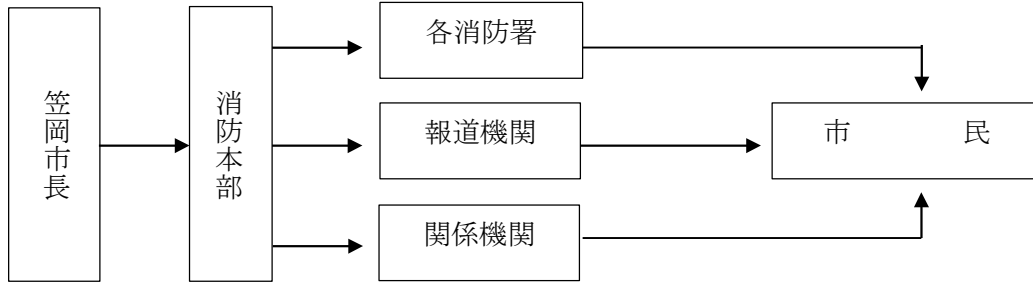 笠岡市長
消防本部
各消防署
報道機関
関係機関
市　　　民